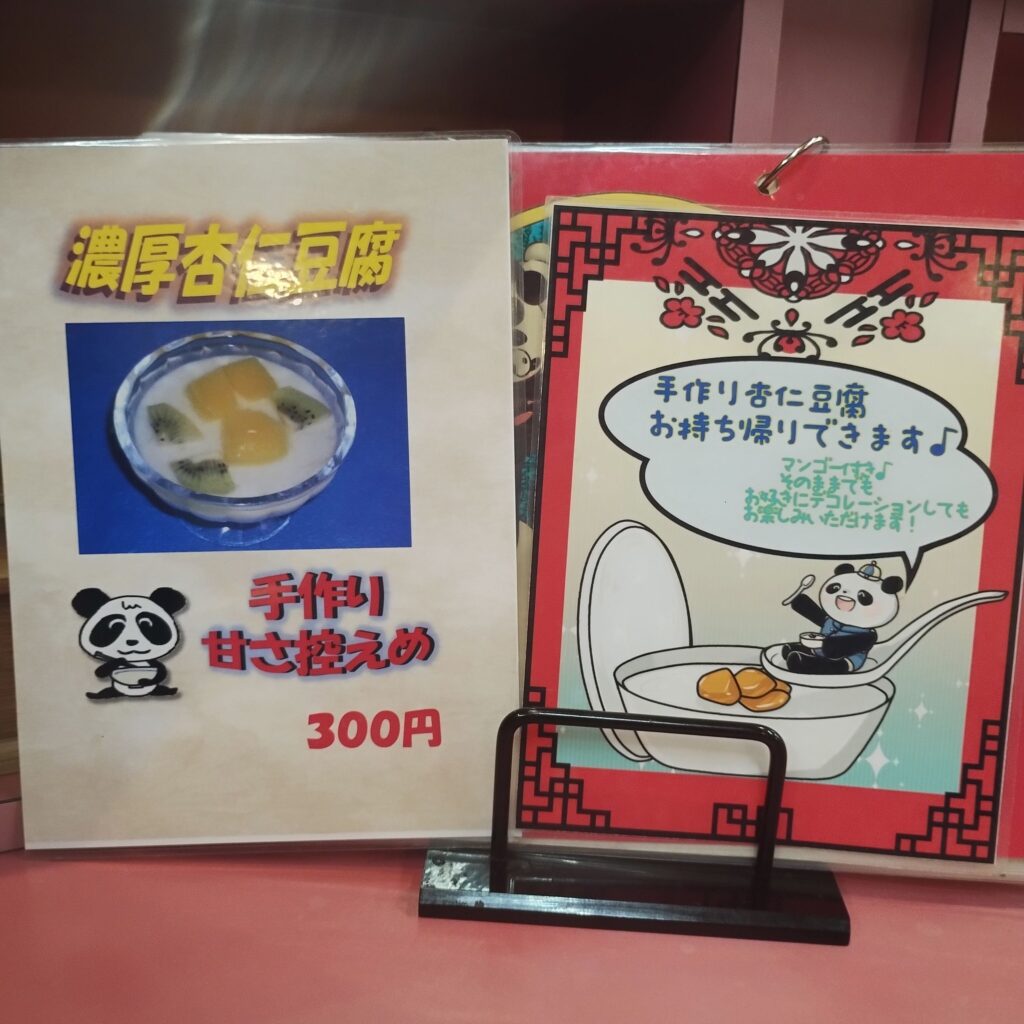 濃厚杏仁豆腐
手作り
甘さ控えめ
300円
手作り杏仁豆腐
お持ち帰りできます♪
マンゴーイすさ♪
そのままでも
お好きにデコレーションしても
お楽しみいただけます!